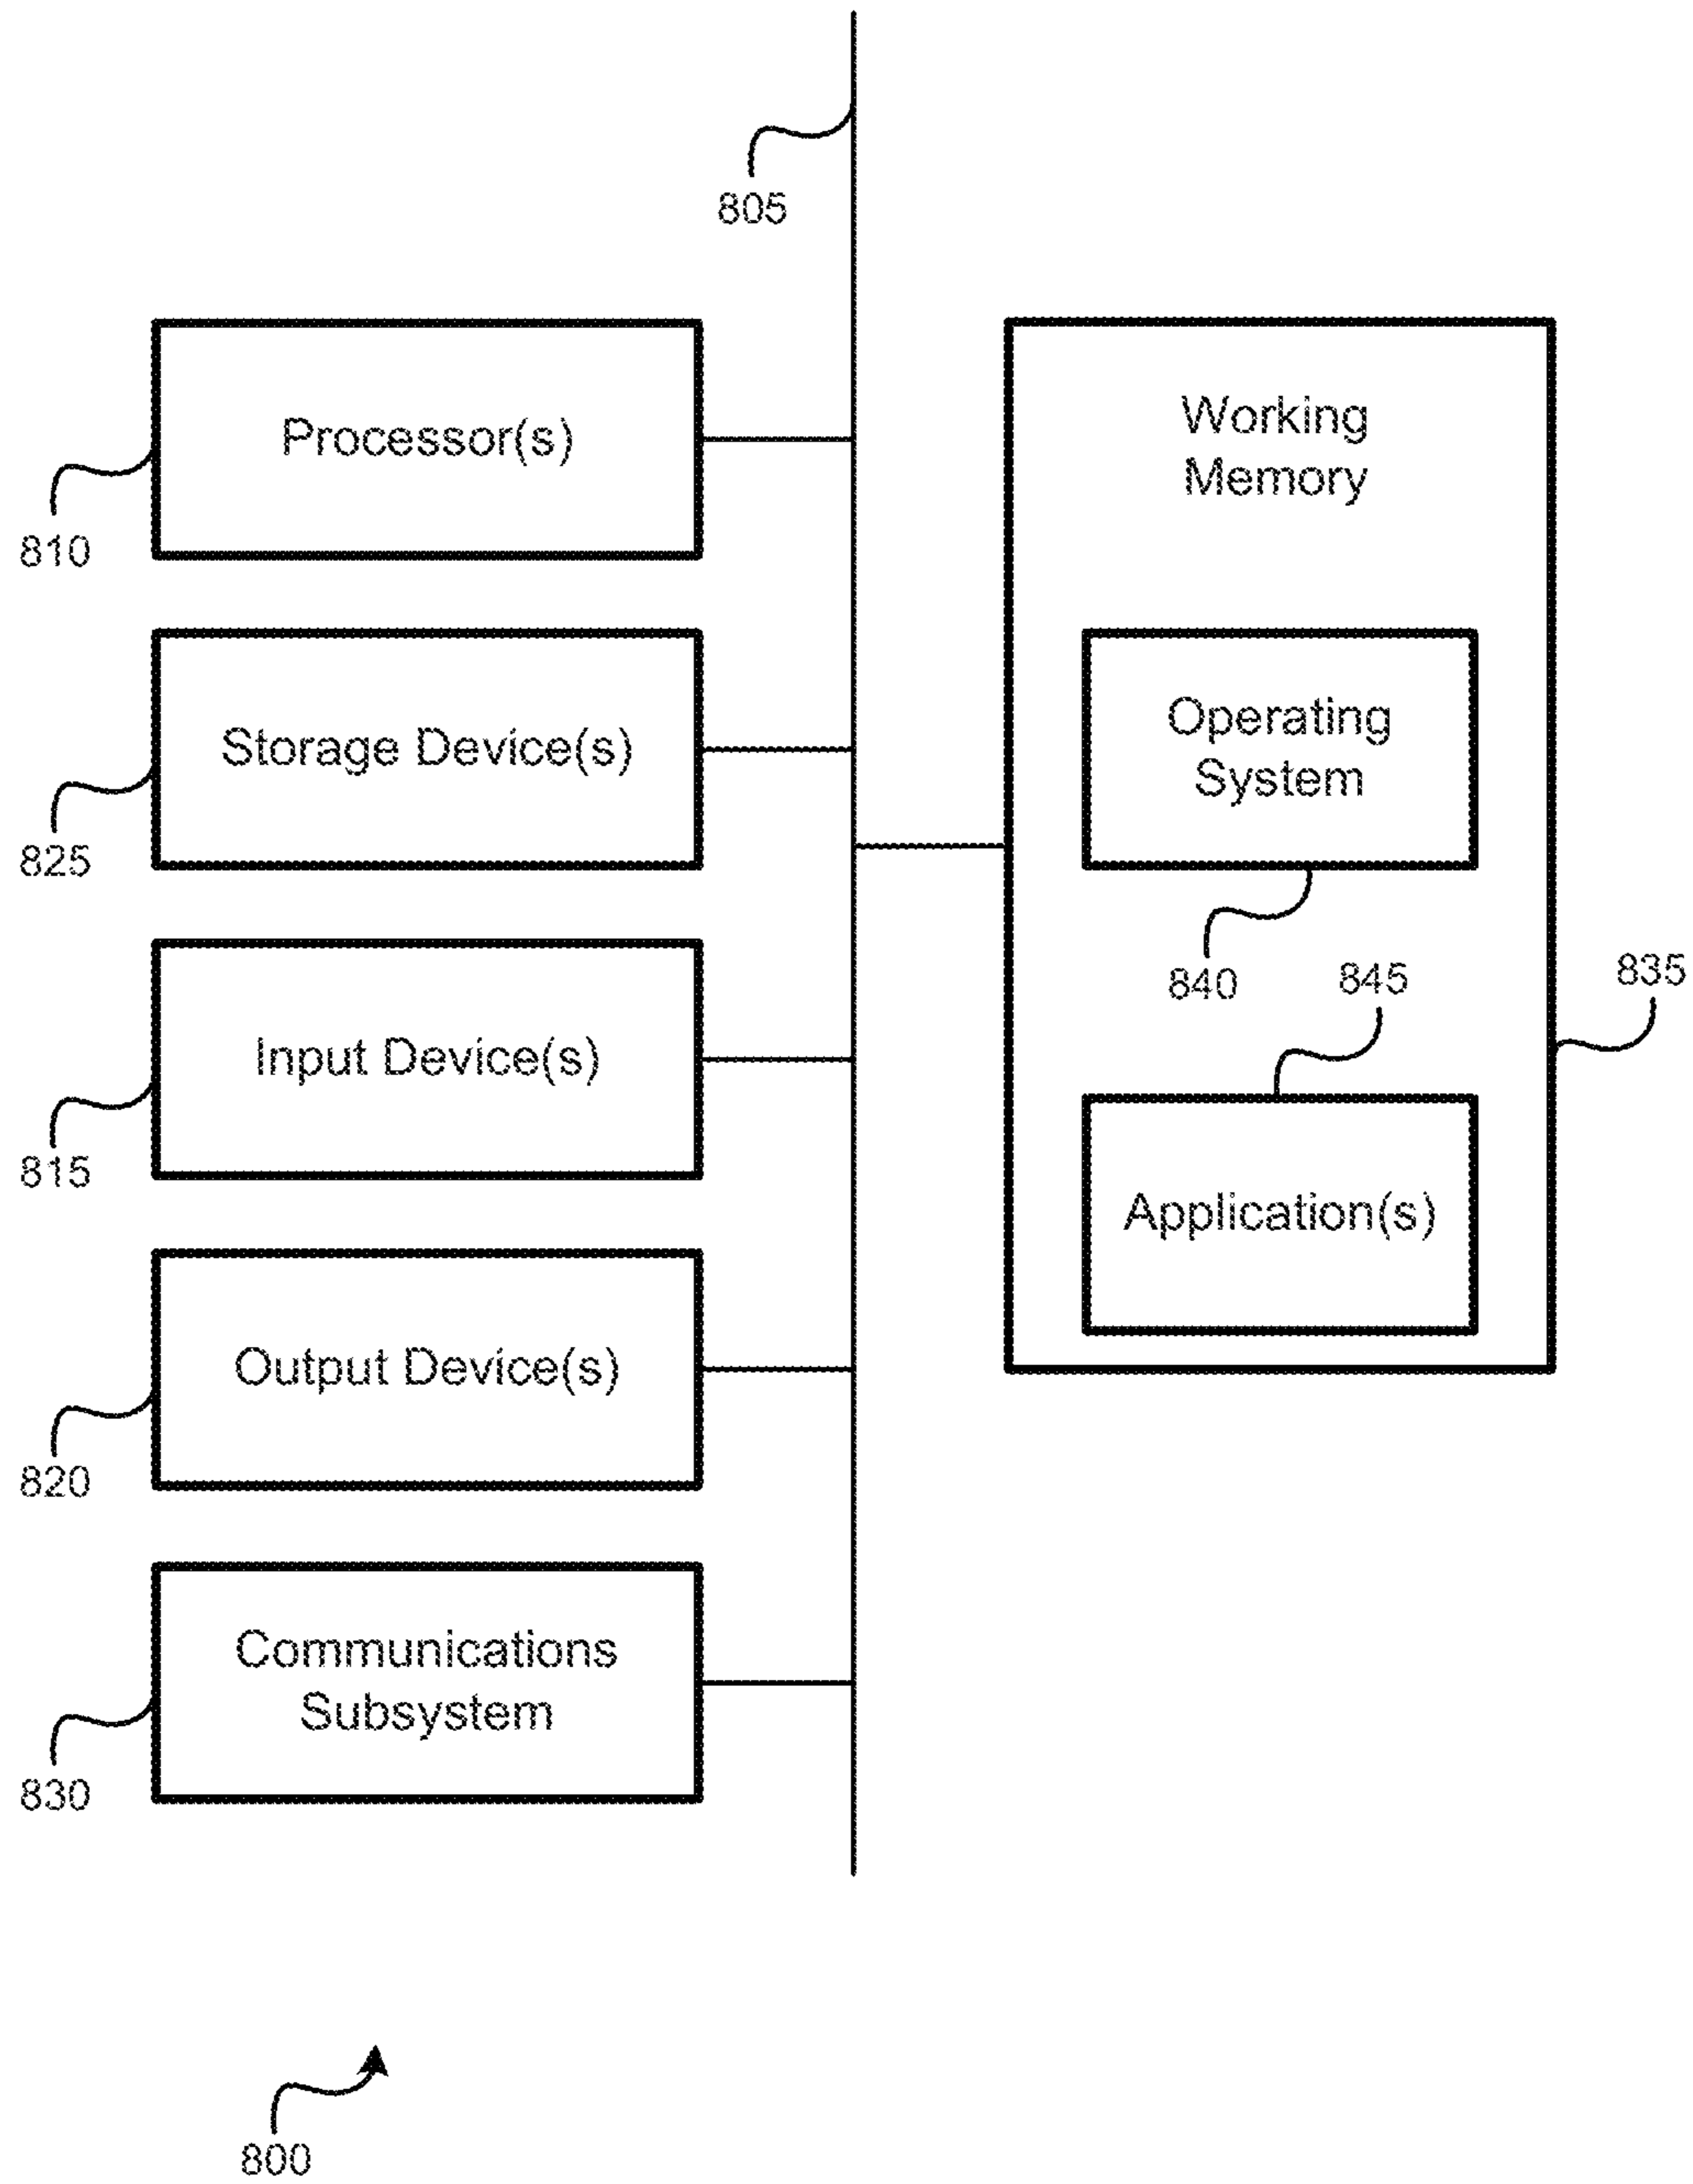 805
Processor(s)
810
Storage Device(s)
825
Input Device(s)
815
Output Device(s)
820
Communications
Subsystem
830
Working
Memory
Operating
System
840
845
835
Application(s)
800